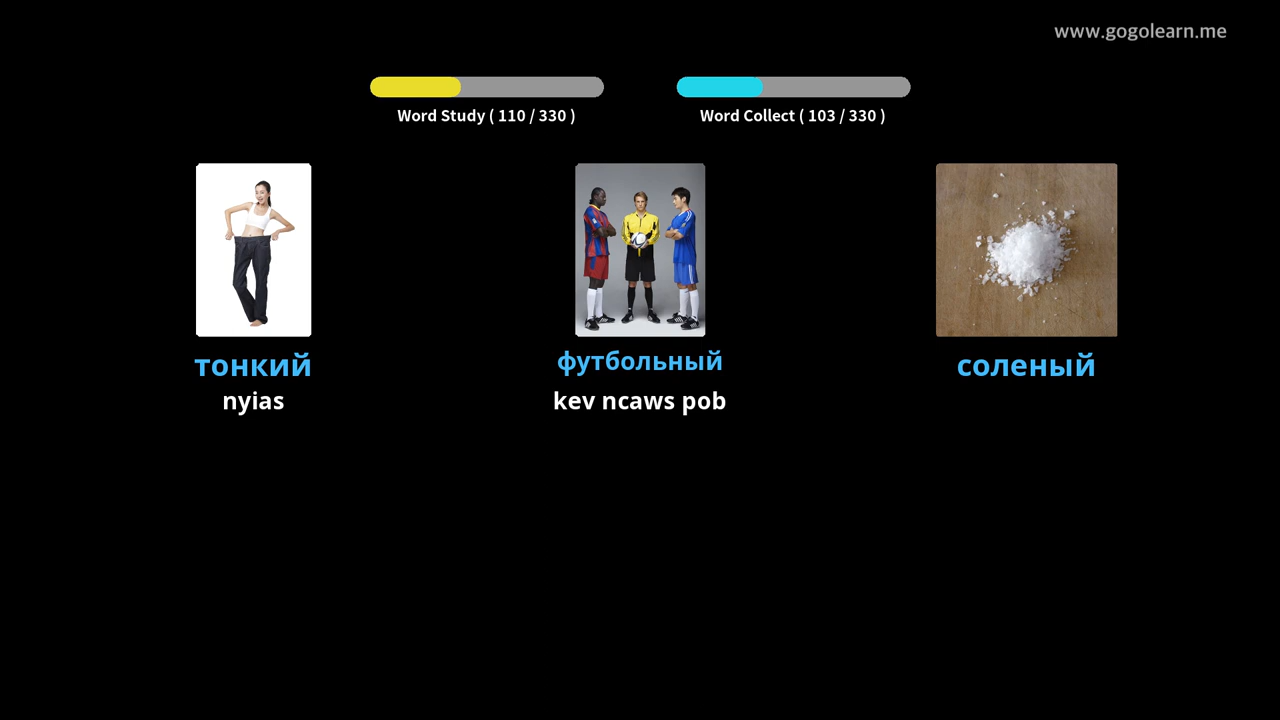 www.gogolearn.me
Word Study ( 110 / 330 )
Word Collect ( 103 / 330 )
тонкий
nyias
футбольный
kev ncaws pob
соленый